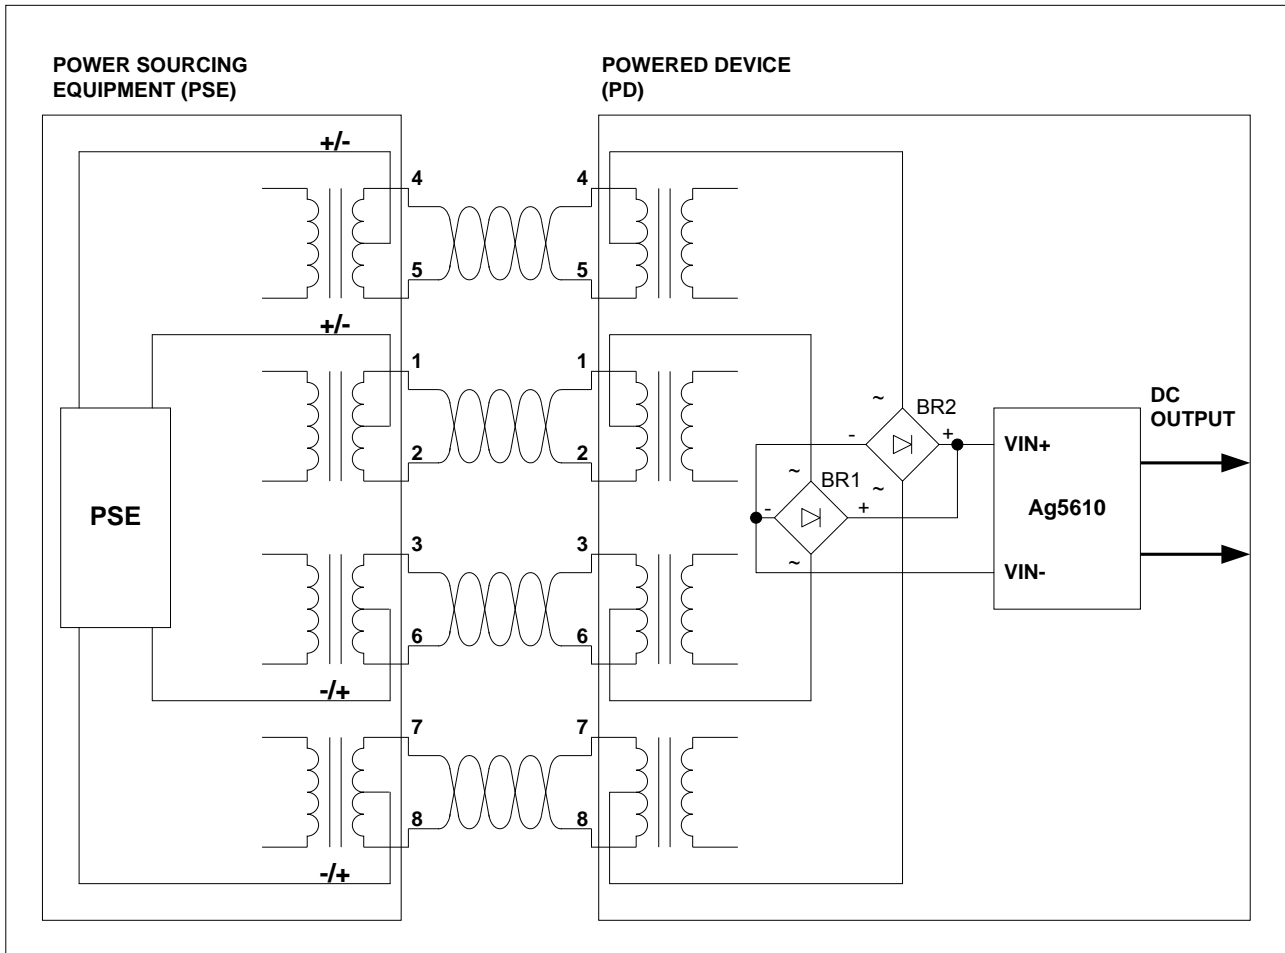 POWER SOURCING
EQUIPMENT (PSE)
POWERED DEVICE
(PD)
+/-
4
4
5
5
+/-
1
1
2
2
~
BR2
DC
OUTPUT
-
+
VIN+
~
BR1
~
-
+
PSE
Ag5610
3
3
~
VIN-
6
6
-/+
7
7
8
8
-/+